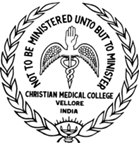 NOT TO BE MINISTERED UNTO BUT TO MINISTER
CHRISTIAN MEDICAL COLLEGE
VELLORE
INDIA